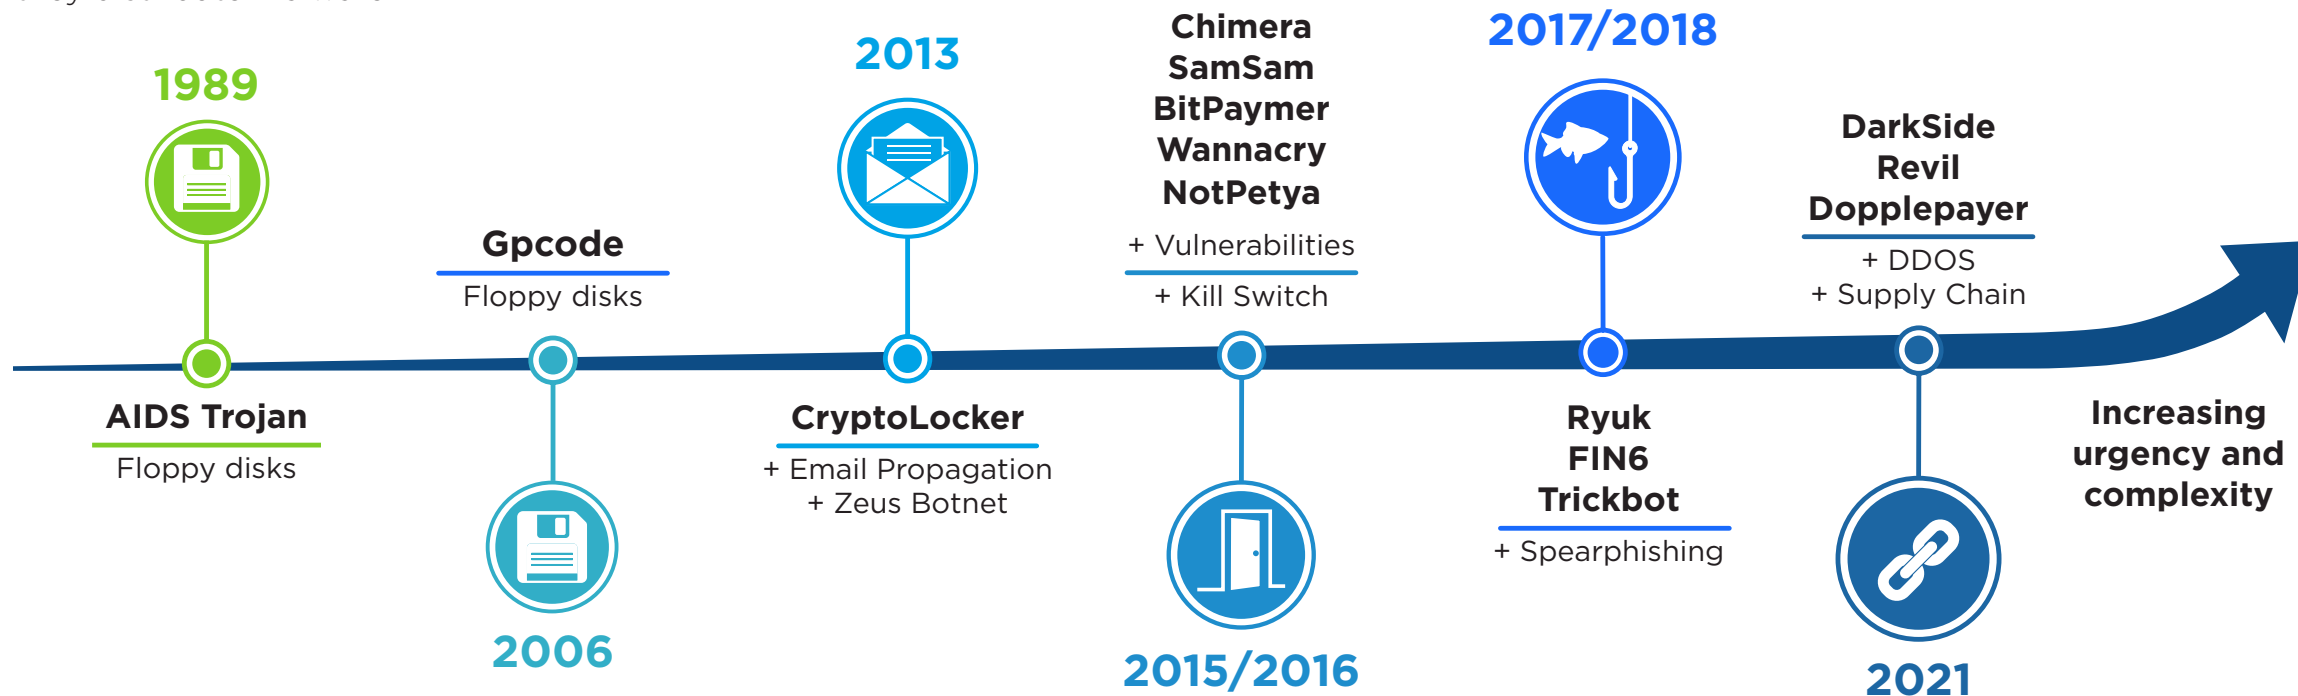 1989
AIDS Trojan
Floppy disks
Gpcode
Floppy disks
2006
2013
CryptoLocker
+ Email Propagation
+ Zeus Botnet
Chimera
SamSam
BitPaymer
Wannacry
NotPetya
+ Vulnerabilities
+ Kill Switch
2015/2016
2017/2018
Ryuk
FIN6
Trickbot
+ Spearphishing
DarkSide
Revil
Dopplepayer
+ DDOS
+ Supply Chain
2021
Increasing
urgency and
complexity